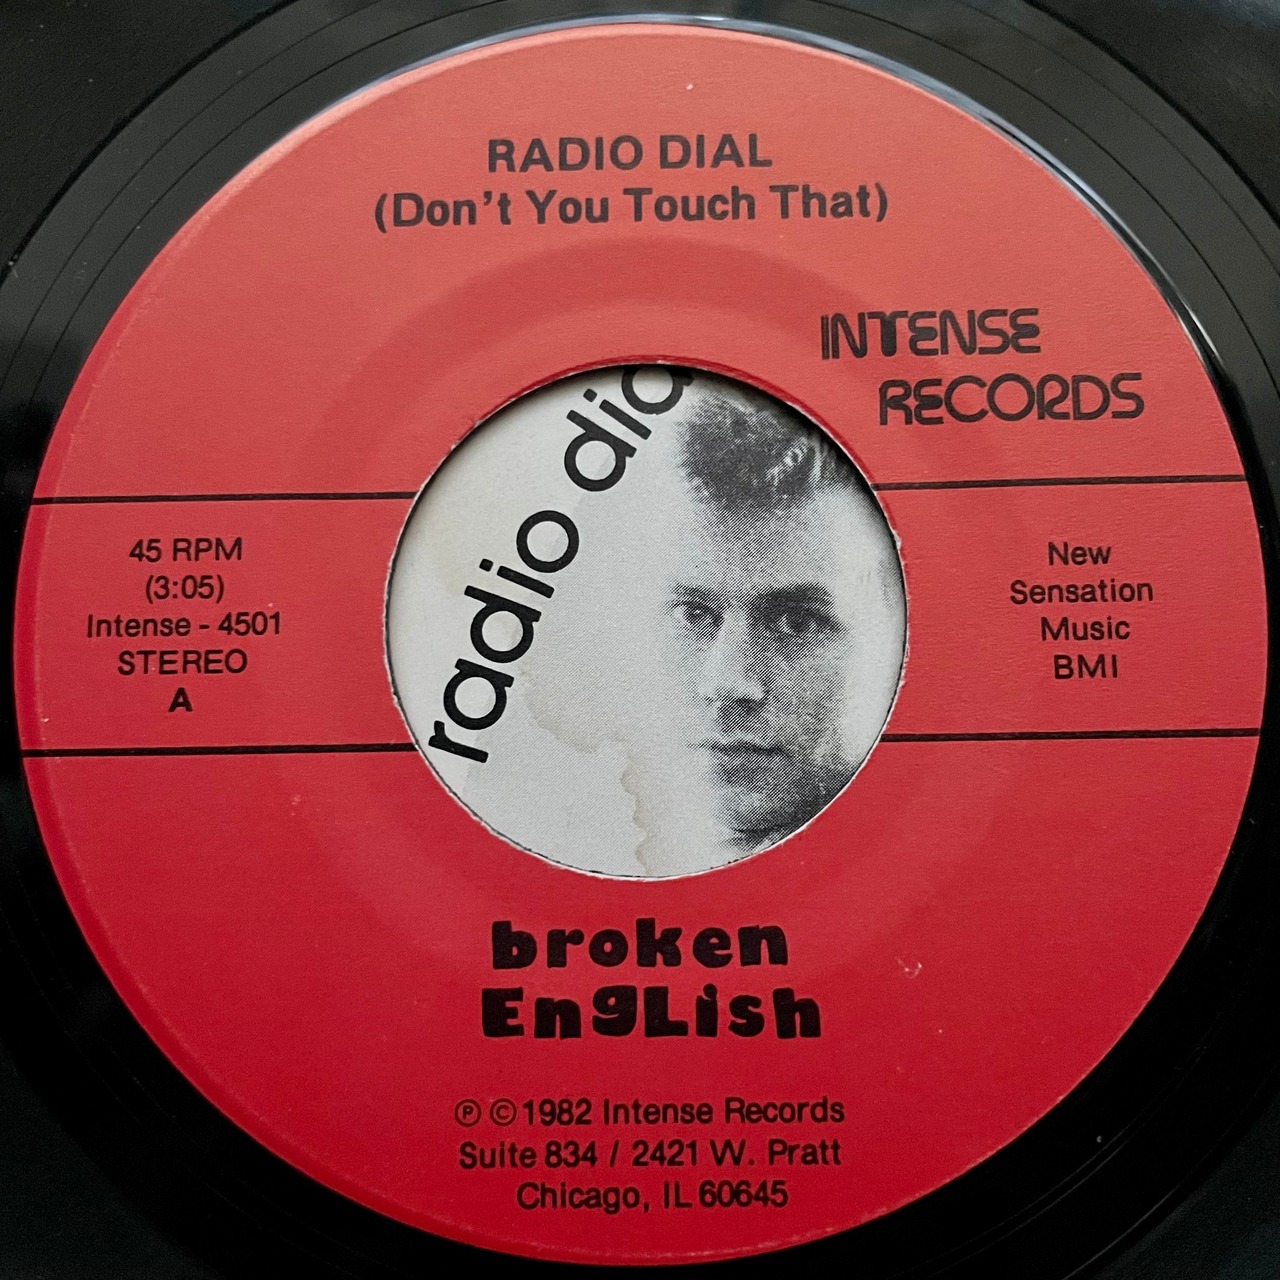 RADIO DIAL
(Don't You Touch That)
INTENSE
RECORDS
45 RPM
(3:05)
Intense - 4501
STEREO
A
radio dia
New
Sensation
Music
BMI
broken
EngLish
℗ ©1982 Intense Records
Suite 834 / 2421 W. Pratt
Chicago, IL 60645